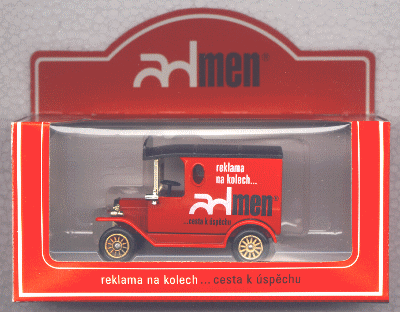 admen®
reklama
na kolech...
admen®
...cesta k úspěchu
reklama na kolech...cesta k úspěchu